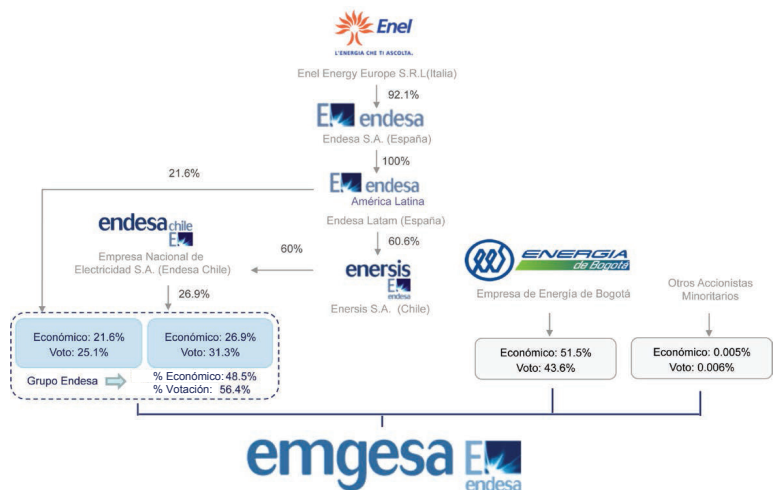 Enel
L'ENERGIA CHE TI ASCOLTA.
Enel Energy Europe S.R.L(Italia)
92.1%
endesa
Endesa S.A. (España)
100%
21.6%
endesa
América Latina
Endesa Latam (España)
endesa chile
Empresa Nacional de
Electricidad S.A. (Endesa Chile)
60%
60.6%
enersis
endesa
Enersis S.A. (Chile)
26.9%
ENERGIA
de Bogotá
Empresa de Energía de Bogotá
Otros Accionistas
Minoritarios
Económico: 21.6%
Voto: 25.1%
Económico: 26.9%
Voto: 31.3%
Grupo Endesa
% Económico: 48.5%
% Votación: 56.4%
Económico: 51.5%
Voto: 43.6%
Económico: 0.005%
Voto: 0.006%
emgesa
endesa